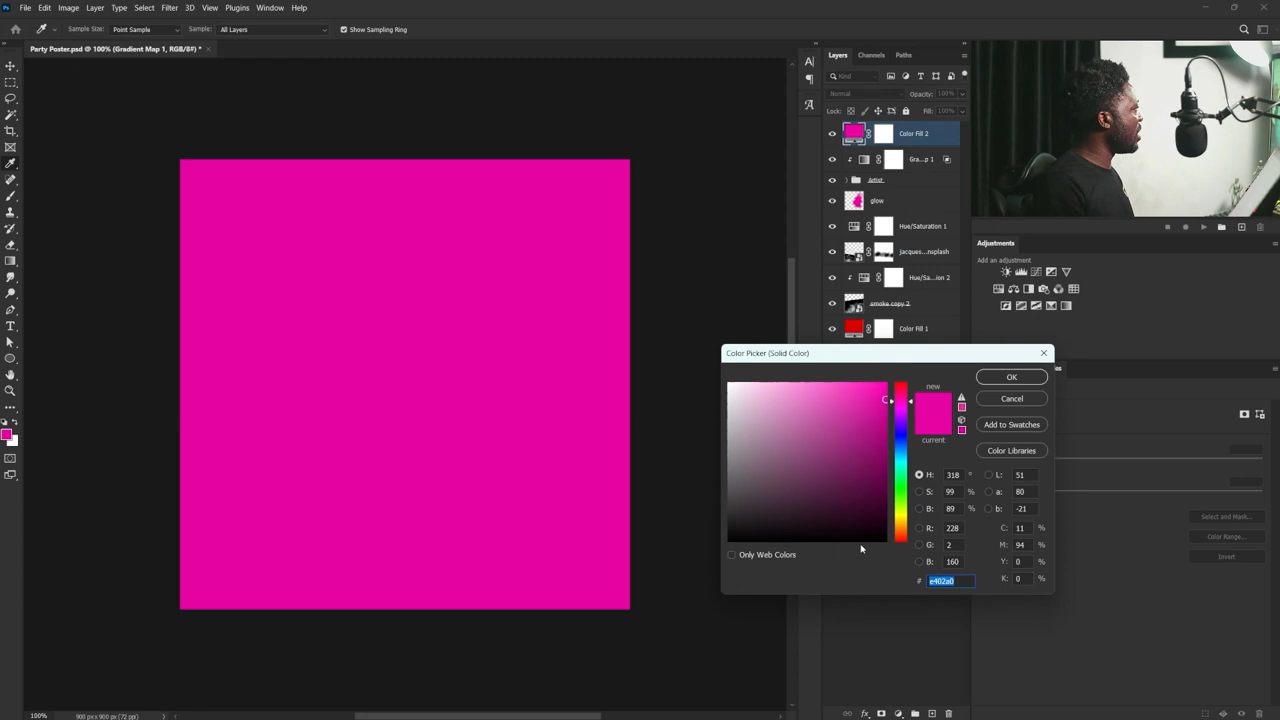 Ps File Edit Image Layer Type Select Filter 3D View Plugins Window Help
Sample Size: Point Sample Sample: All Layers Show Sampling Ring
Party Poster.psd @ 100% (Gradient Map 1, RGB/8#) *
Layers Channels Paths
Kind
Normal Opacity: 100%
Lock: Fill: 100%
Color Fill 2
Gra...p 1
Artist
glow
Hue/Saturation 1
jacques...nsplash
Hue/Sa...ion 2
smoke copy 2
Color Fill 1
Adjustments
Add an adjustment
Color Picker (Solid Color)
new
current
OK
Cancel
Add to Swatches
Color Libraries
H: 318 °
S: 99 %
B: 89 %
R: 228
G: 2
B: 160
# e402a0
L: 51
a: 80
b: -21
C: 11 %
M: 94 %
Y: 0 %
K: 0 %
Only Web Colors
Select and Mask...
Color Range...
Invert
100% 900 px x 900 px (72 ppi)
fx